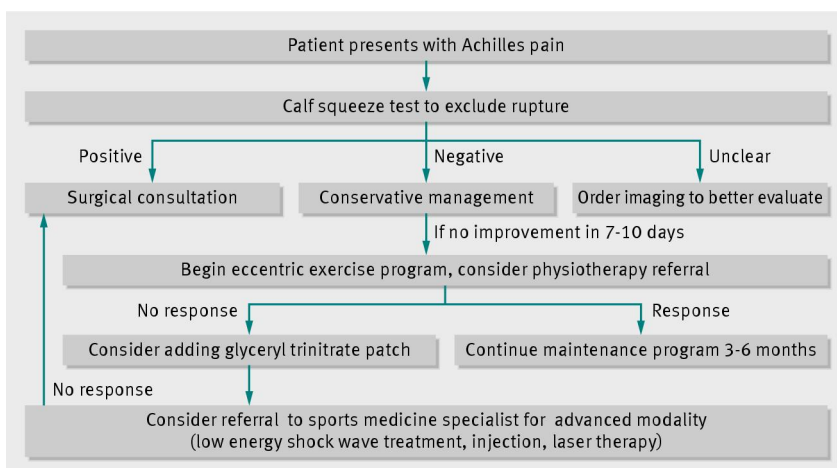 Patient presents with Achilles pain
Calf squeeze test to exclude rupture
Positive
Negative
Unclear
Surgical consultation
Conservative management
Order imaging to better evaluate
If no improvement in 7-10 days
Begin eccentric exercise program, consider physiotherapy referral
No response
Response
Consider adding glyceryl trinitrate patch
Continue maintenance program 3-6 months
No response
Consider referral to sports medicine specialist for advanced modality
(low energy shock wave treatment, injection, laser therapy)